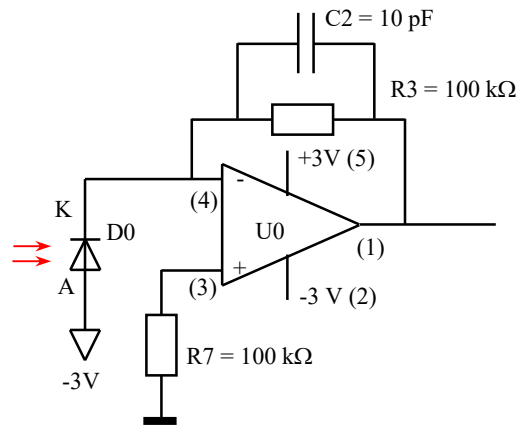 C2 = 10 pF
R3 = 100 kΩ
+3V (5)
-
(4)
K
D0
U0
(1)
A
(3)
+
-3 V (2)
-3V
R7 = 100 kΩ